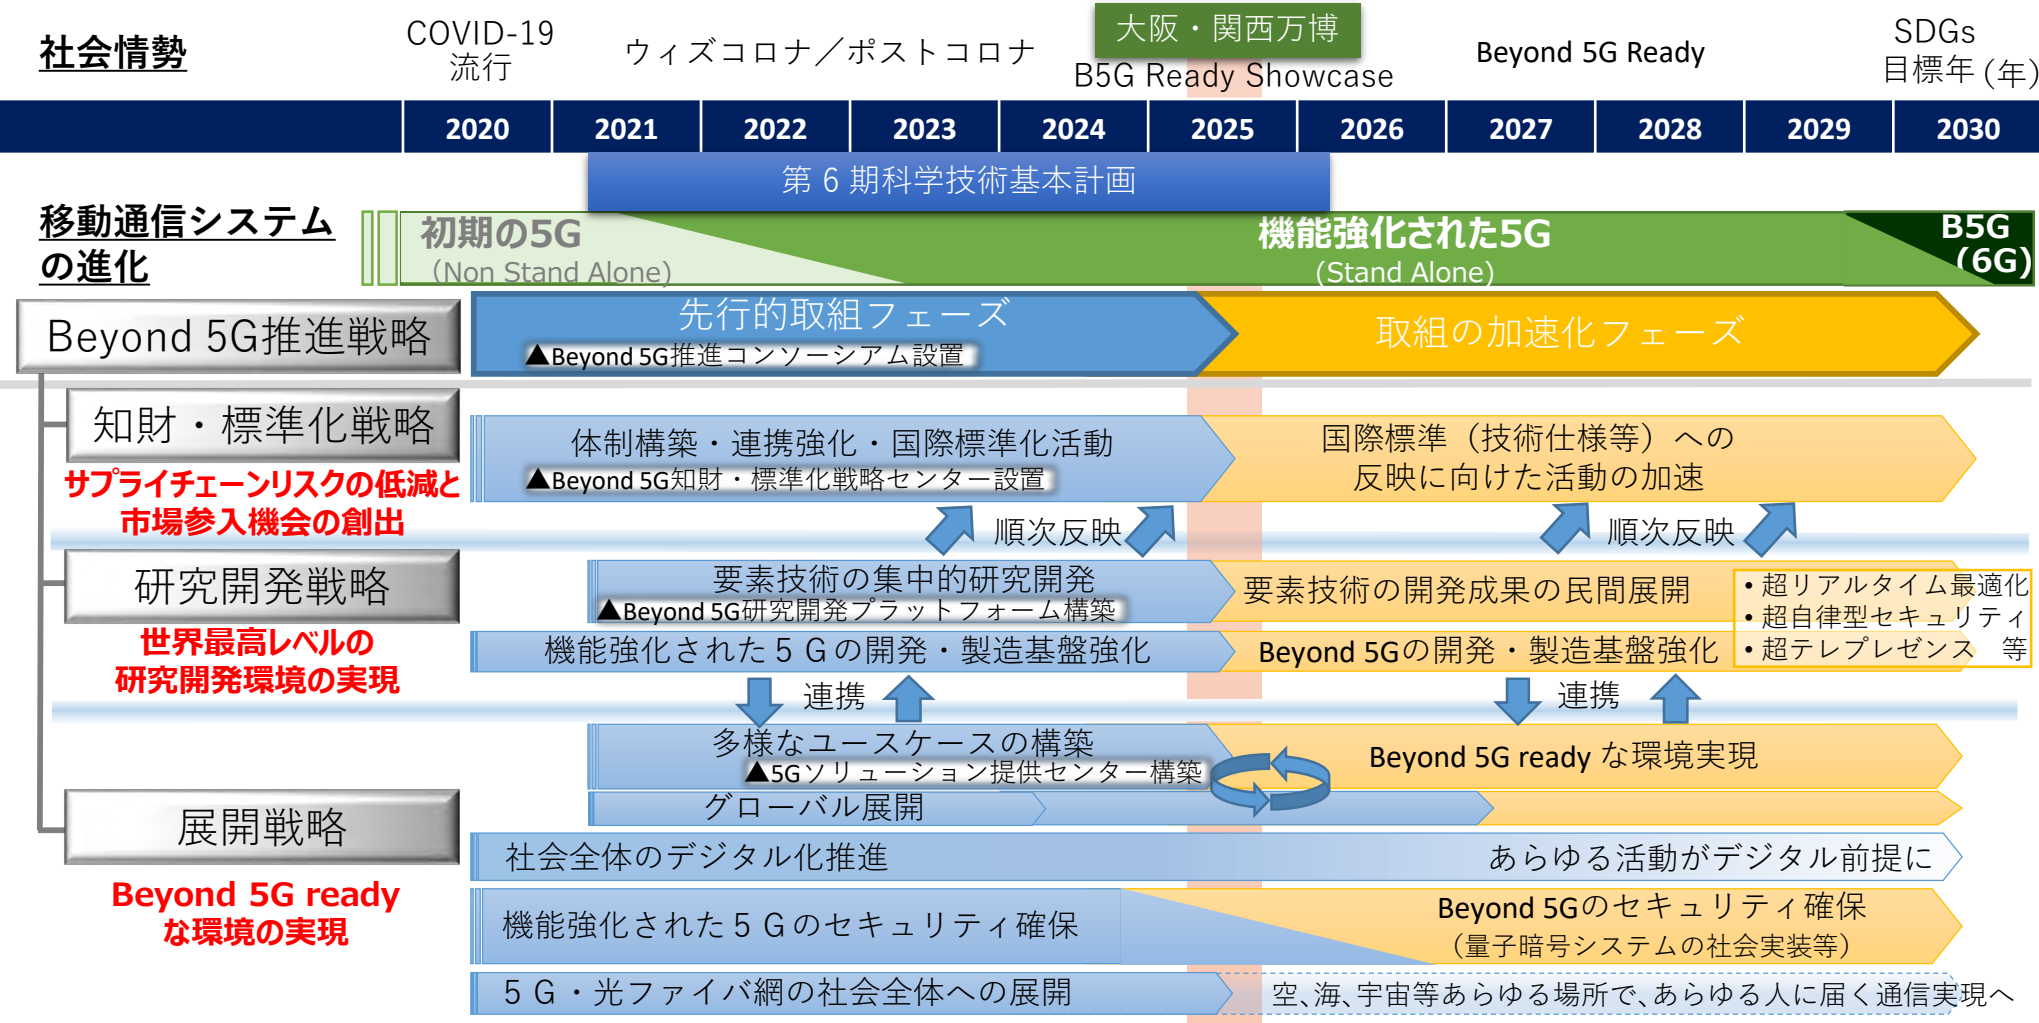 社会情勢
COVID-19
流行
ウィズコロナ／ポストコロナ
大阪・関西万博
B5G Ready Showcase
Beyond 5G Ready
SDGs
目標年
(年)
2020 2021 2022 2023 2024 2025 2026 2027 2028 2029 2030
第６期科学技術基本計画
移動通信システム
の進化
初期の5G
（Non Stand Alone）
機能強化された5G
(Stand Alone)
B5G
(6G)
Beyond 5G推進戦略
先行的取組フェーズ
▲Beyond 5G推進コンソーシアム設置
取組の加速化フェーズ
知財・標準化戦略
サプライチェーンリスクの低減と
市場参入機会の創出
体制構築・連携強化・国際標準化活動
▲Beyond 5G知財・標準化戦略センター設置
国際標準（技術仕様等）への
反映に向けた活動の加速
順次反映
順次反映
研究開発戦略
世界最高レベルの
研究開発環境の実現
要素技術の集中的研究開発
▲Beyond 5G研究開発プラットフォーム構築
要素技術の開発成果の民間展開
• 超リアルタイム最適化
• 超自律型セキュリティ
• 超テレプレゼンス　等
機能強化された５Ｇの開発・製造基盤強化
Beyond 5Gの開発・製造基盤強化
連携
連携
展開戦略
Beyond 5G ready
な環境の実現
多様なユースケースの構築
▲5Gソリューション提供センター構築
Beyond 5G ready な環境実現
グローバル展開
社会全体のデジタル化推進
あらゆる活動がデジタル前提に
機能強化された５Ｇのセキュリティ確保
Beyond 5Gのセキュリティ確保
（量子暗号システムの社会実装等）
５Ｇ・光ファイバ網の社会全体への展開
空、海、宇宙等あらゆる場所で、あらゆる人に届く通信実現へ